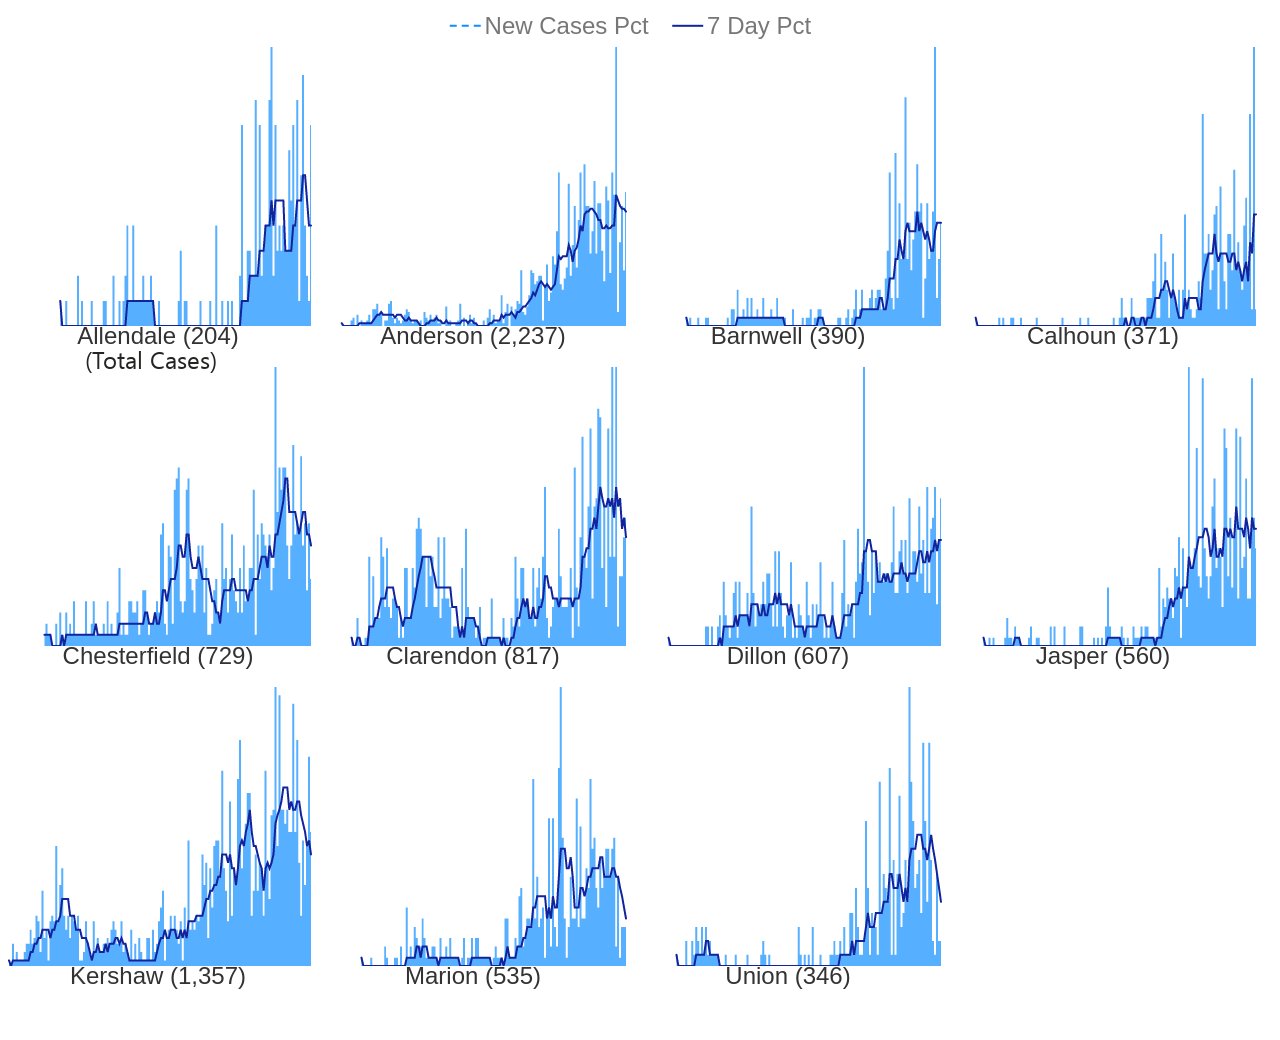 New Cases Pct 7 Day Pct
Allendale (204) Anderson (2,237) Barnwell (390) Calhoun (371)
(Total Cases)
Chesterfield (729) Clarendon (817) Dillon (607) Jasper (560)
Kershaw (1,357) Marion (535) Union (346)